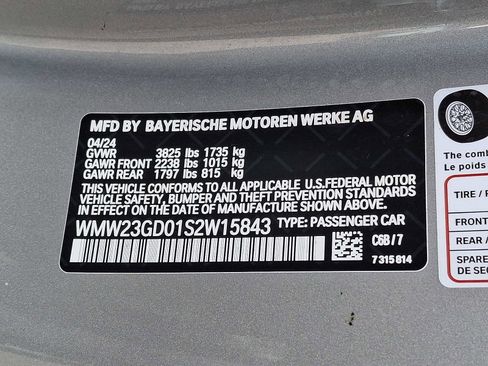 MFD BY BAYERISCHE MOTOREN WERKE AG
04/24
GVWR 3825 lbs 1735 kg
GAWR FRONT 2238 lbs 1015 kg
GAWR REAR 1797 lbs 815 kg
THIS VEHICLE CONFORMS TO ALL APPLICABLE U.S.FEDERAL MOTOR
VEHICLE SAFETY, BUMPER AND THEFT PREVENTION STANDARDS
IN EFFECT ON THE DATE OF MANUFACTURE SHOWN ABOVE.
WMW23GD01S2W15843 TYPE: PASSENGER CAR
C6B / 7
7 315 814
The comb
Le poids
TIRE / P
FRONT
REAR /
SPARE
DE SEC